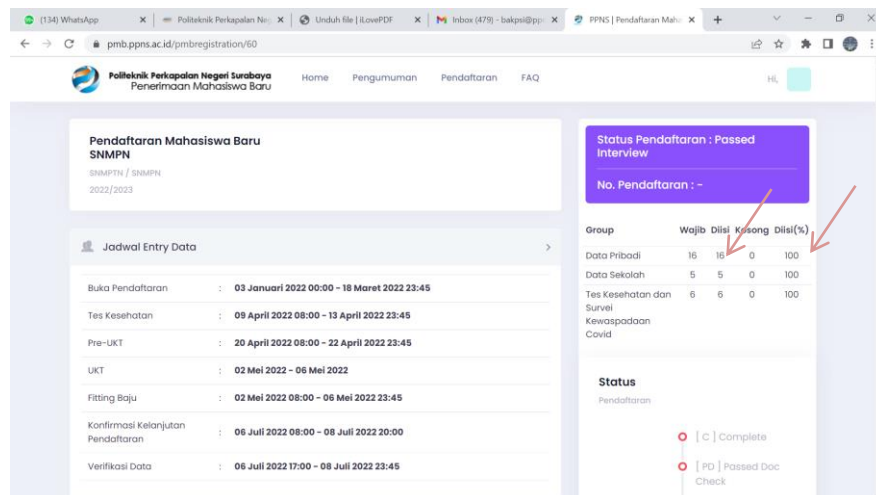 (134) WhatsApp
Politeknik Perkapalan Neg
Unduh file | iLovePDF
Inbox (479) - bakpsi@pp
PPNS | Pendaftaran Maha
pmb.ppns.ac.id/pmbregistration/60
Politeknik Perkapalan Negeri Surabaya
Penerimaan Mahasiswa Baru
Home Pengumuman Pendaftaran FAQ
Hi,
Pendaftaran Mahasiswa Baru
SNMPN
SNMPTN / SNMPN
2022/2023
Jadwal Entry Data
Buka Pendaftaran : 03 Januari 2022 00:00 - 18 Maret 2022 23:45
Tes Kesehatan : 09 April 2022 08:00 - 13 April 2022 23:45
Pre-UKT : 20 April 2022 08:00 - 22 April 2022 23:45
UKT : 02 Mei 2022 - 06 Mei 2022
Fitting Baju : 02 Mei 2022 08:00 - 06 Mei 2022 23:45
Konfirmasi Kelanjutan
Pendaftaran : 06 Juli 2022 08:00 - 08 Juli 2022 20:00
Verifikasi Data : 06 Juli 2022 17:00 - 08 Juli 2022 23:45
Status Pendaftaran : Passed
Interview
No. Pendaftaran : -
Group Wajib Diisi Kosong Diisi(%)
Data Pribadi 16 16 0 100
Data Sekolah 5 5 0 100
Tes Kesehatan dan 6 6 0 100
Survei
Kewaspadaan
Covid
Status
Pendaftaran
[ C ] Complete
[ PD ] Passed Doc
Check